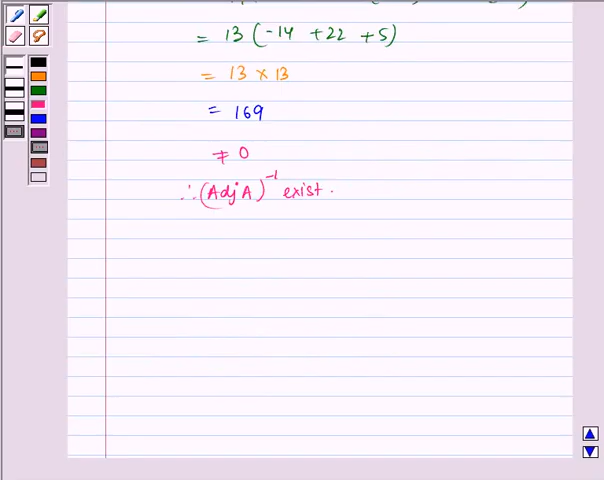 = 13 (-14 +22 +5)
= 13 × 13
= 169
≠ 0
∴ (Adj A)⁻¹ exist.